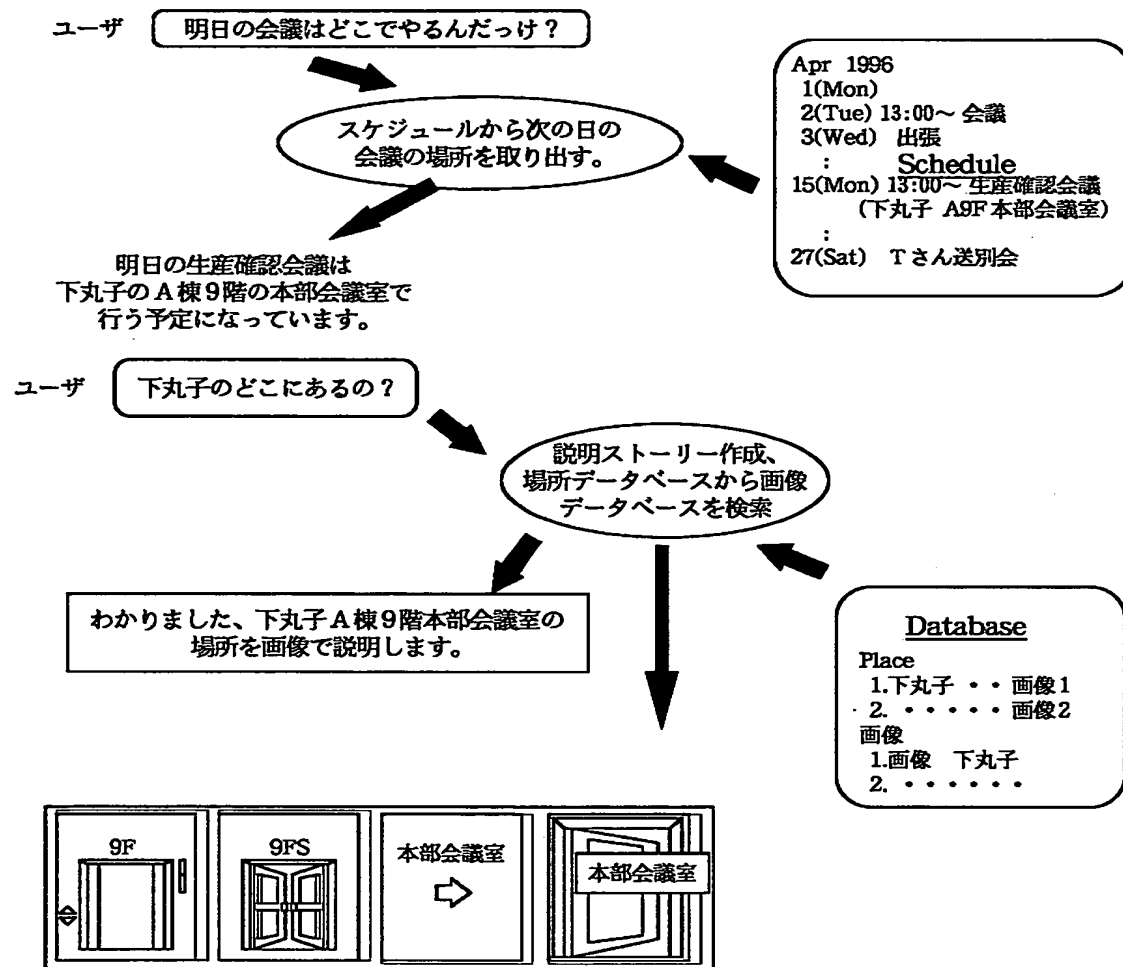 ユーザ
明日の会議はどこでやるんだっけ？
スケジュールから次の日の
会議の場所を取り出す。
Apr 1996
1(Mon)
2(Tue) 13:00～ 会議
3(Wed) 出張
:
Schedule
15(Mon) 13:00～ 生産確認会議
(下丸子 A9F本部会議室)
:
27(Sat) Tさん送別会
明日の生産確認会議は
下丸子のA棟9階の本部会議室で
行う予定になっています。
ユーザ
下丸子のどこにあるの？
説明ストーリー作成、
場所データベースから画像
データベースを検索
わかりました、下丸子A棟9階本部会議室の
場所を画像で説明します。
Database
Place
1.下丸子 ・・ 画像1
2. ・・・・・ 画像2
画像
1.画像 下丸子
2. ・・・・・・
9F
9FS
本部会議室
本部会議室